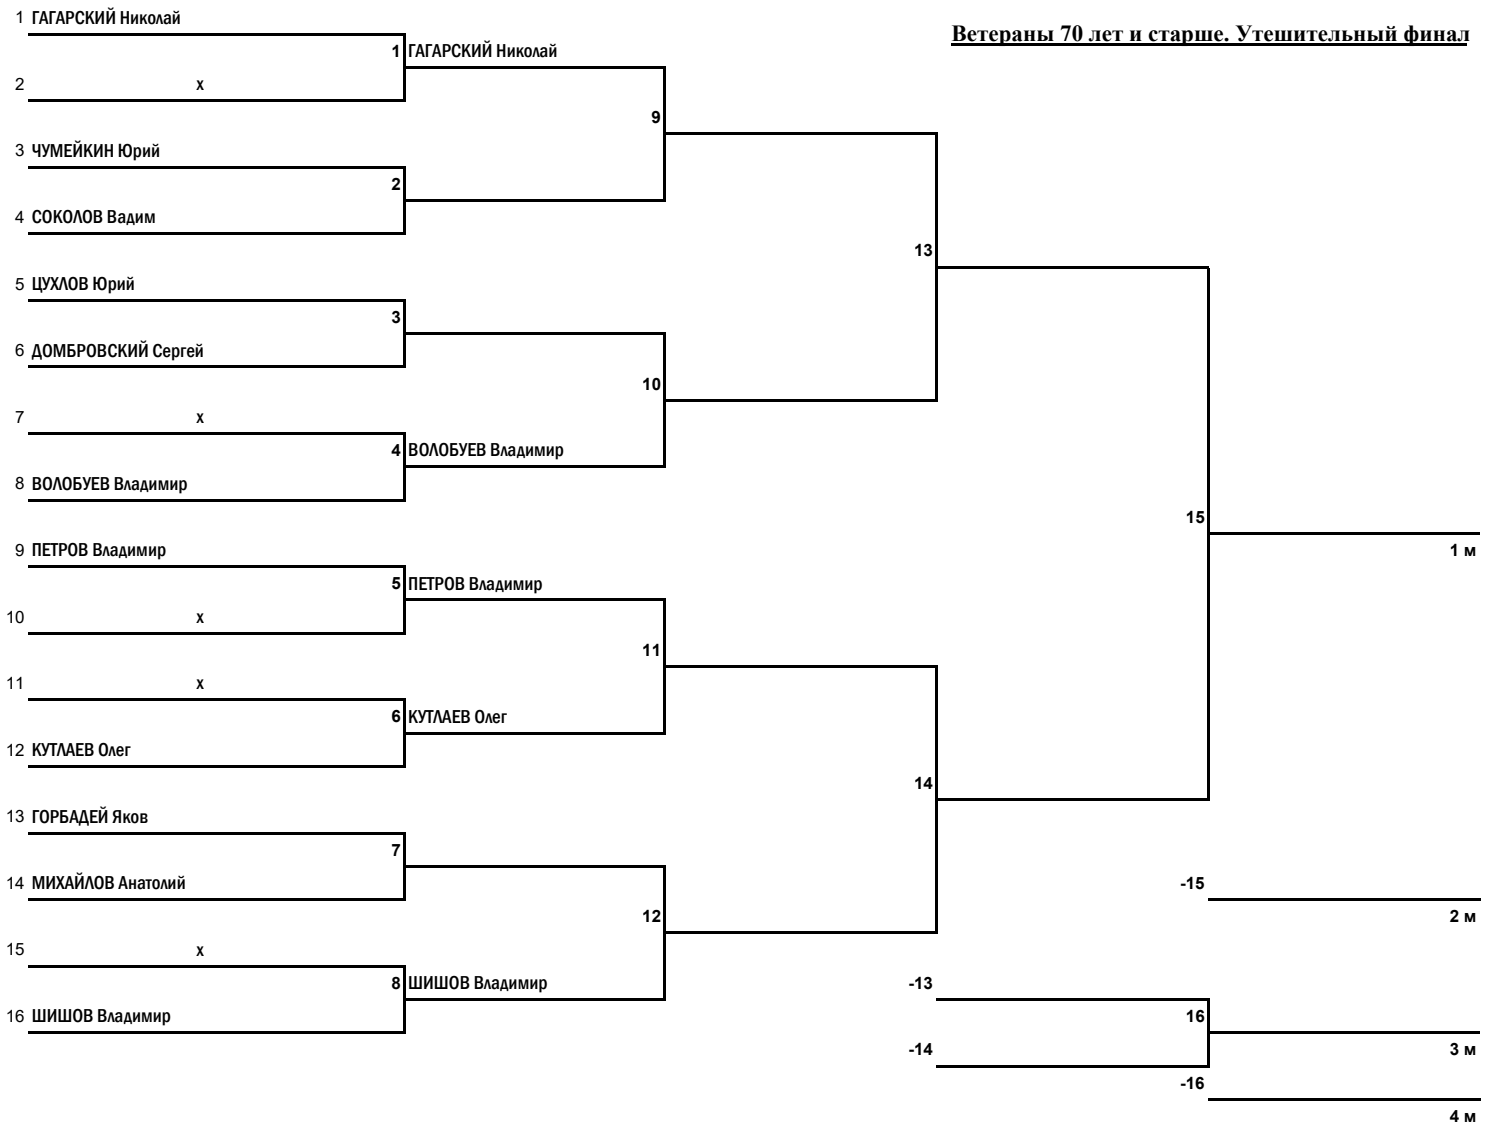 Ветераны 70 лет и старше. Утешительный финал
1 ГАГАРСКИЙ Николай
1 ГАГАРСКИЙ Николай
2 х
9
3 ЧУМЕЙКИН Юрий
2
4 СОКОЛОВ Вадим
13
5 ЦУХЛОВ Юрий
3
6 ДОМБРОВСКИЙ Сергей
10
7 х
4 ВОЛОБУЕВ Владимир
8 ВОЛОБУЕВ Владимир
15
9 ПЕТРОВ Владимир
1 м
5 ПЕТРОВ Владимир
10 х
11
11 х
6 КУТЛАЕВ Олег
12 КУТЛАЕВ Олег
14
13 ГОРБАДЕЙ Яков
7
14 МИХАЙЛОВ Анатолий
-15
12
2 м
15 х
8 ШИШОВ Владимир
-13
16 ШИШОВ Владимир
16
-14
3 м
-16
4 м